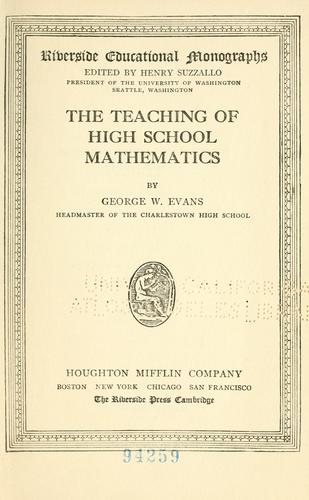 Riverside Educational Monographs
EDITED BY HENRY SUZZALLO
PRESIDENT OF THE UNIVERSITY OF WASHINGTON
SEATTLE, WASHINGTON
THE TEACHING OF
HIGH SCHOOL
MATHEMATICS
BY
GEORGE W. EVANS
HEADMASTER OF THE CHARLESTOWN HIGH SCHOOL
HOUGHTON MIFFLIN COMPANY
BOSTON NEW YORK CHICAGO SAN FRANCISCO
The Riverside Press Cambridge
94259